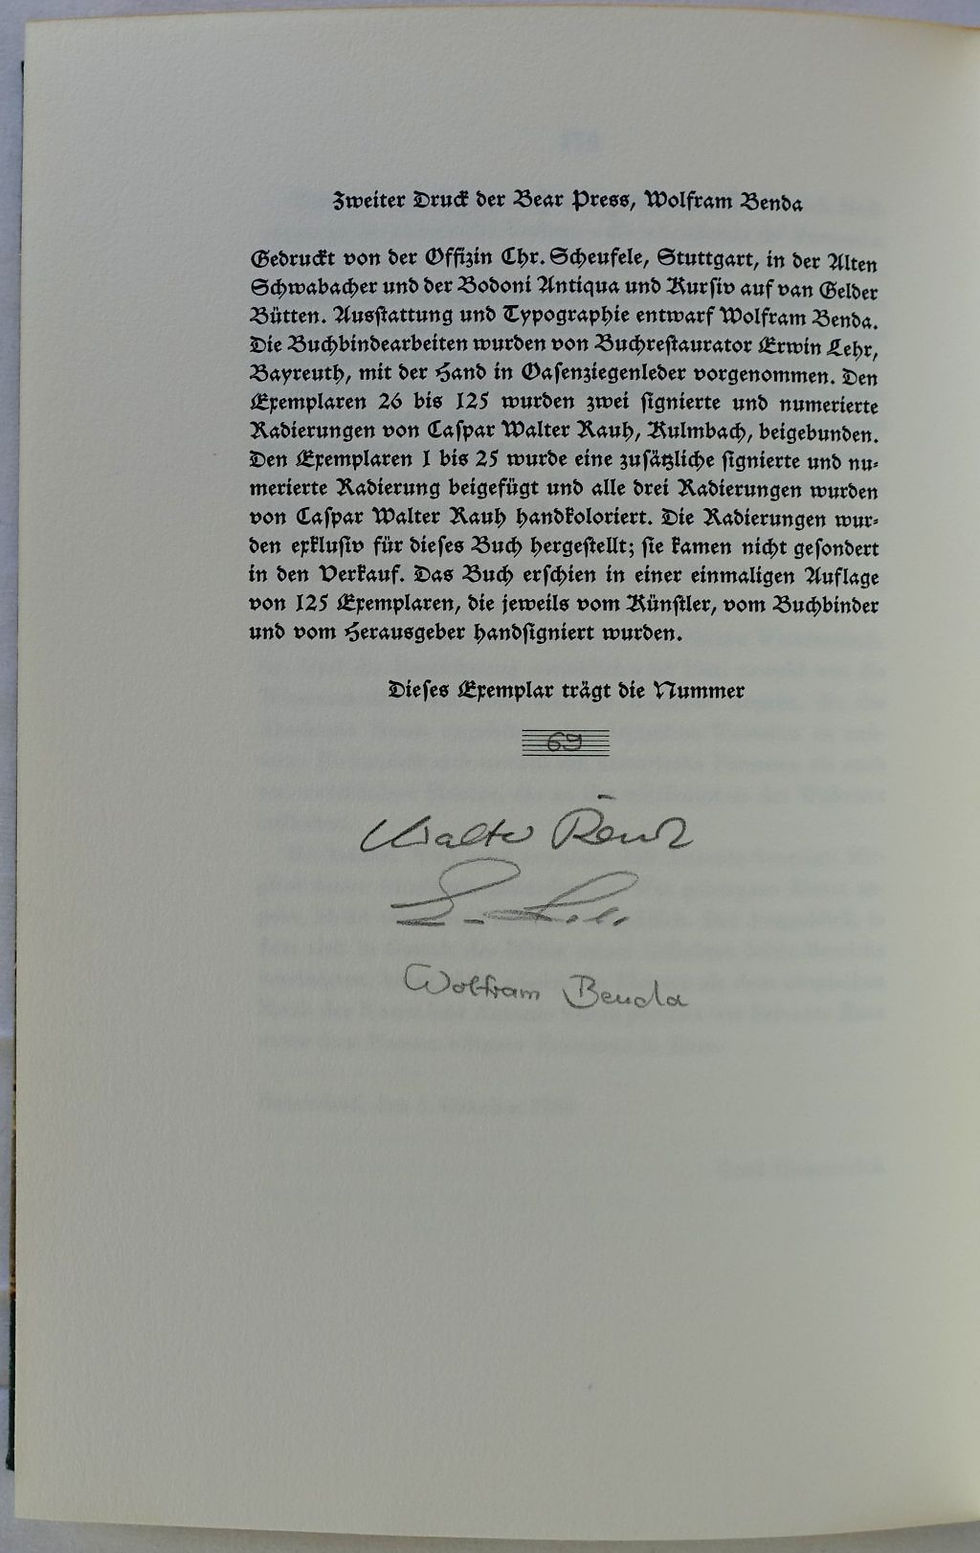 Zweiter Druck der Bear Press, Wolfram Benda
Gedruckt von der Offizin Chr. Scheufele, Stuttgart, in der Alten
Schwabacher und der Bodoni Antiqua und Kursiv auf van Gelder
Bütten. Ausstattung und Typographie entwarf Wolfram Benda.
Die Buchbindearbeiten wurden von Buchrestaurator Erwin Lehr,
Bayreuth, mit der Hand in Oasenziegenleder vorgenommen. Den
Exemplaren 26 bis 125 wurden zwei signierte und numerierte
Radierungen von Caspar Walter Rauh, Kulmbach, beigebunden.
Den Exemplaren 1 bis 25 wurde eine zusätzliche signierte und nu-
merierte Radierung beigefügt und alle drei Radierungen wurden
von Caspar Walter Rauh handkoloriert. Die Radierungen wur-
den exklusiv für dieses Buch hergestellt; sie kamen nicht gesondert
in den Verkauf. Das Buch erschien in einer einmaligen Auflage
von 125 Exemplaren, die jeweils vom Künstler, vom Buchbinder
und vom Herausgeber handsigniert wurden.
Dieses Exemplar trägt die Nummer
69
Walter Rauh
Wolfram Benda